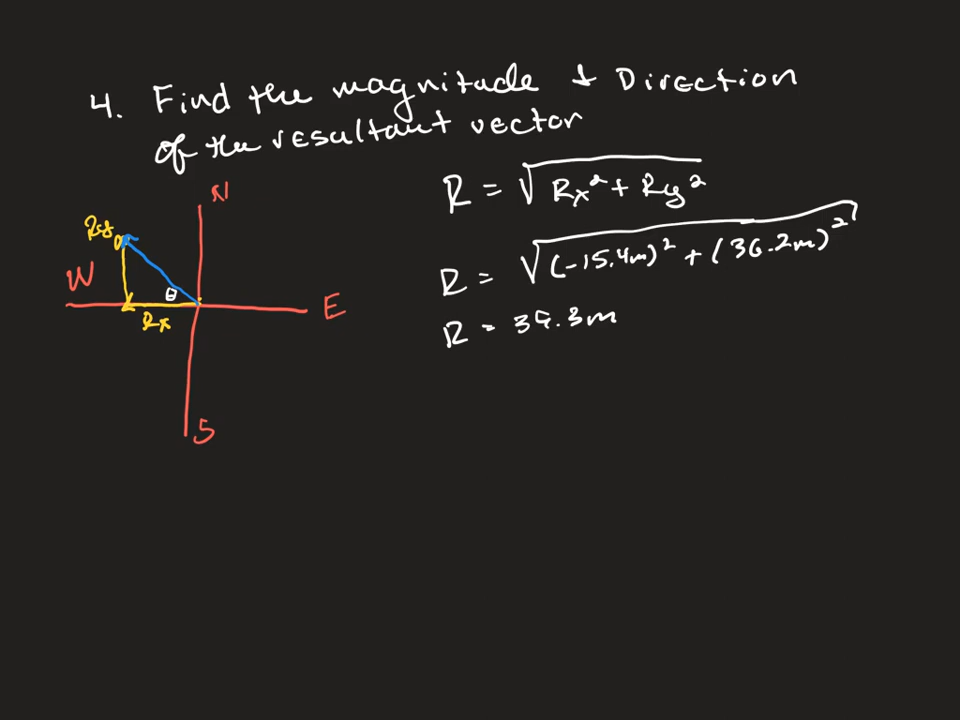 4. Find the magnitude + Direction
of the resultant vector
N
R = √Rx² + Ry²
Ry
W
θ
E
Rx
R = √(-15.4m)² + (36.2m)²
R = 39.3m
S